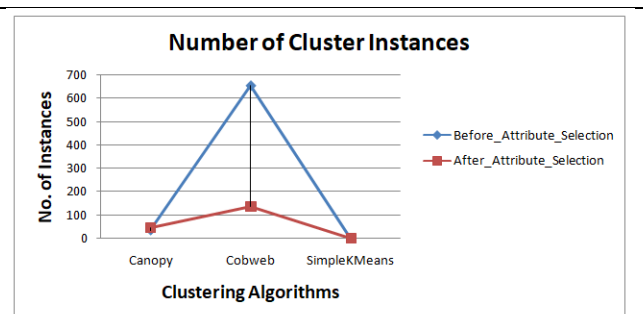 Number of Cluster Instances
700
600
500
400
300
200
100
0
No. of Instances
Canopy
Cobweb
SimpleKMeans
Clustering Algorithms
Before_Attribute_Selection
After_Attribute_Selection